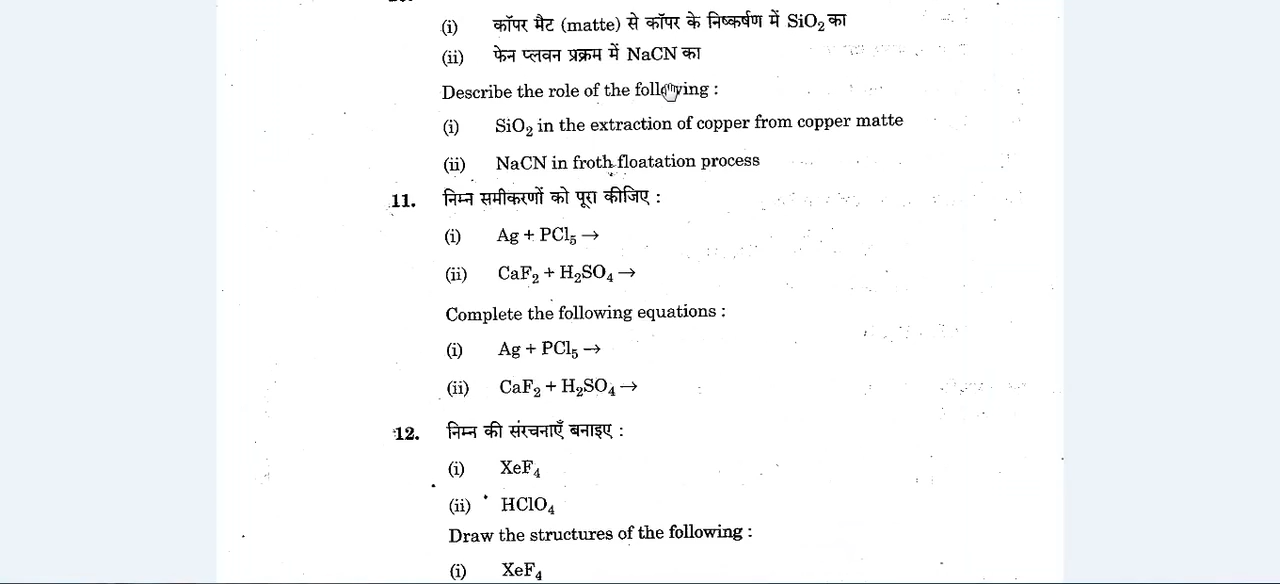 (i) कॉपर मैट (matte) से कॉपर के निष्कर्षण में SiO₂ का
(ii) फेन प्लवन प्रक्रम में NaCN का
Describe the role of the following :
(i) SiO₂ in the extraction of copper from copper matte
(ii) NaCN in froth floatation process
11. निम्न समीकरणों को पूरा कीजिए :
(i) Ag + PCl₅ →
(ii) CaF₂ + H₂SO₄ →
Complete the following equations :
(i) Ag + PCl₅ →
(ii) CaF₂ + H₂SO₄ →
12. निम्न की संरचनाएँ बनाइए :
(i) XeF₄
(ii) HClO₄
Draw the structures of the following :
(i) XeF₄